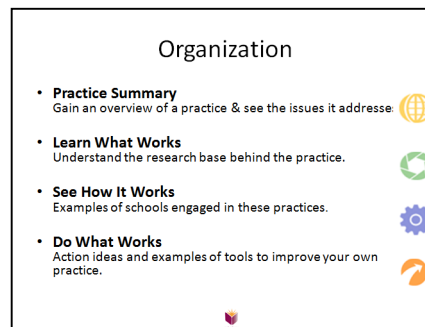 Organization
• Practice Summary
Gain an overview of a practice & see the issues it addresse
• Learn What Works
Understand the research base behind the practice.
• See How It Works
Examples of schools engaged in these practices.
• Do What Works
Action ideas and examples of tools to improve your own
practice.